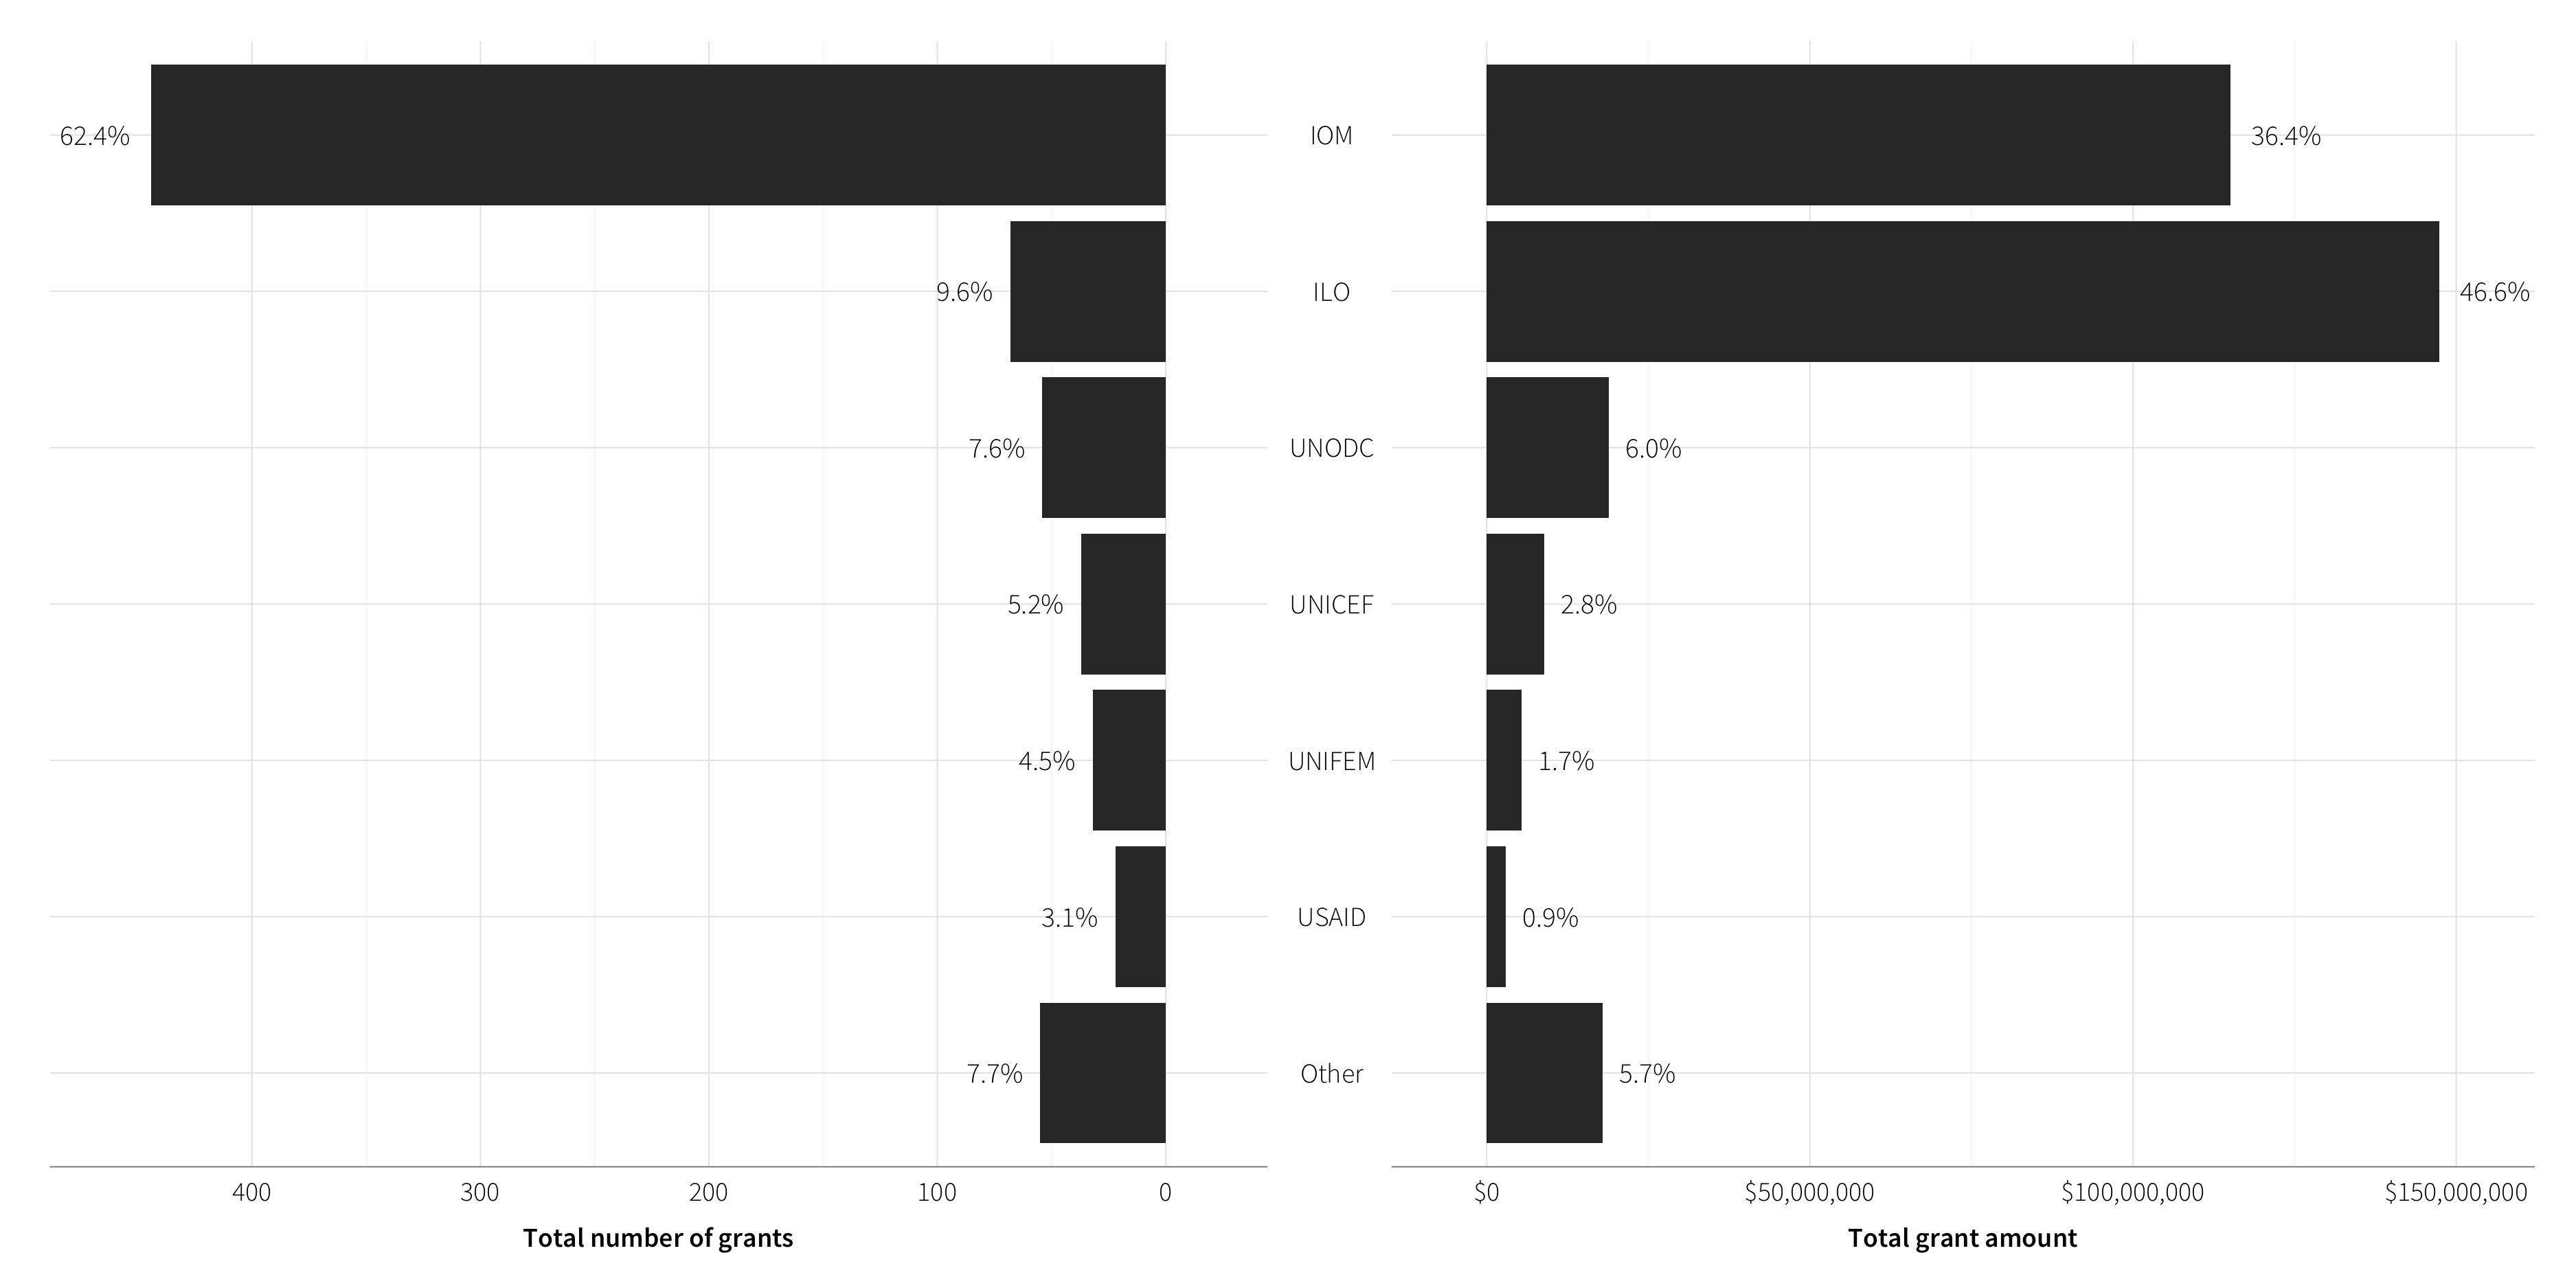 62.4% IOM 36.4%
9.6% ILO 46.6%
7.6% UNODC 6.0%
5.2% UNICEF 2.8%
4.5% UNIFEM 1.7%
3.1% USAID 0.9%
7.7% Other 5.7%
400 300 200 100 0 $0 $50,000,000 $100,000,000 $150,000,000
Total number of grants Total grant amount